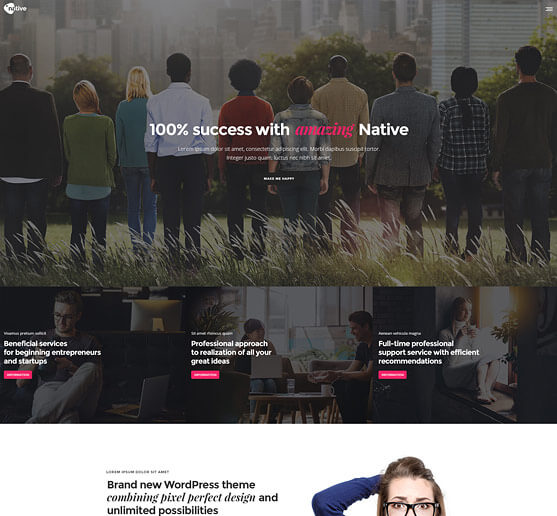 native
100% success with amazing Native
Lorem ipsum dolor sit amet, consectetur adipiscing elit. Morbi dapibus suscipit tortor.
Integer justo quam, luctus nec nibh sit amet.
MAKE ME HAPPY
Vivamus pretium sollicit
Beneficial services
for beginning entrepreneurs
and startups
INFORMATION
Sit amet rhoncus quam
Professional approach
to realization of all your
great ideas
INFORMATION
Aenean vehicula magna
Full-time professional
support service with efficient
recommendations
INFORMATION
LOREM IPSUM DOLOR SIT AMET
Brand new WordPress theme
combining pixel perfect design and
unlimited possibilities